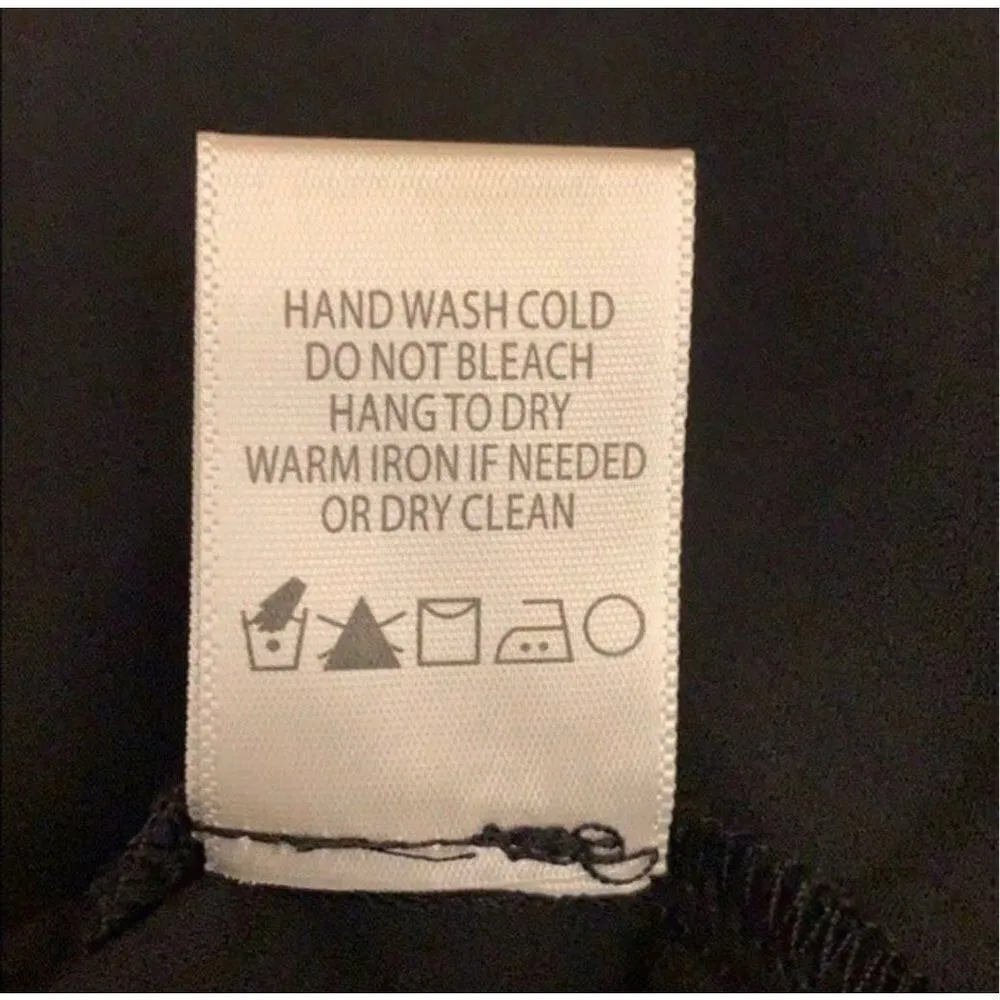 HAND WASH COLD
DO NOT BLEACH
HANG TO DRY
WARM IRON IF NEEDED
OR DRY CLEAN